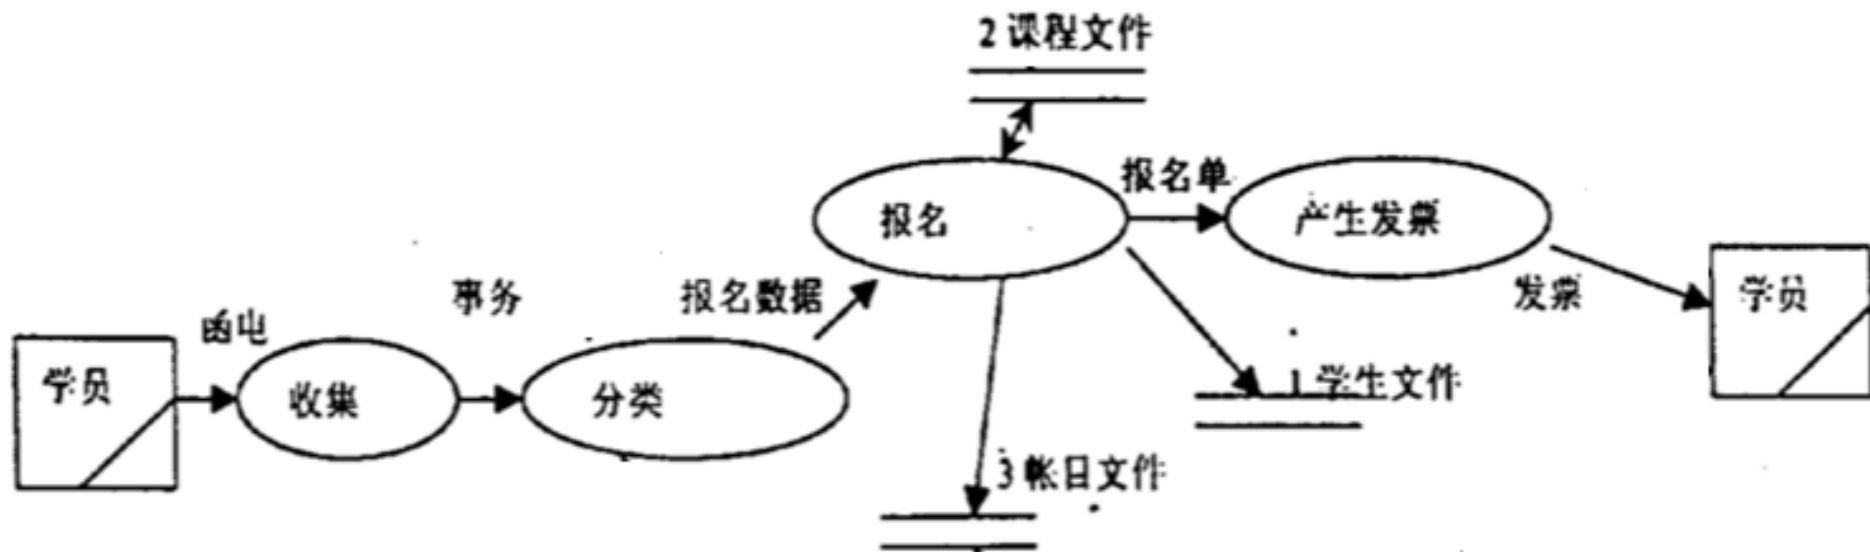 2 课程文件
报名
报名单
产生发票
学员
函电
收集
事务
分类
报名数据
发票
学员
1 学生文件
3 帐目文件